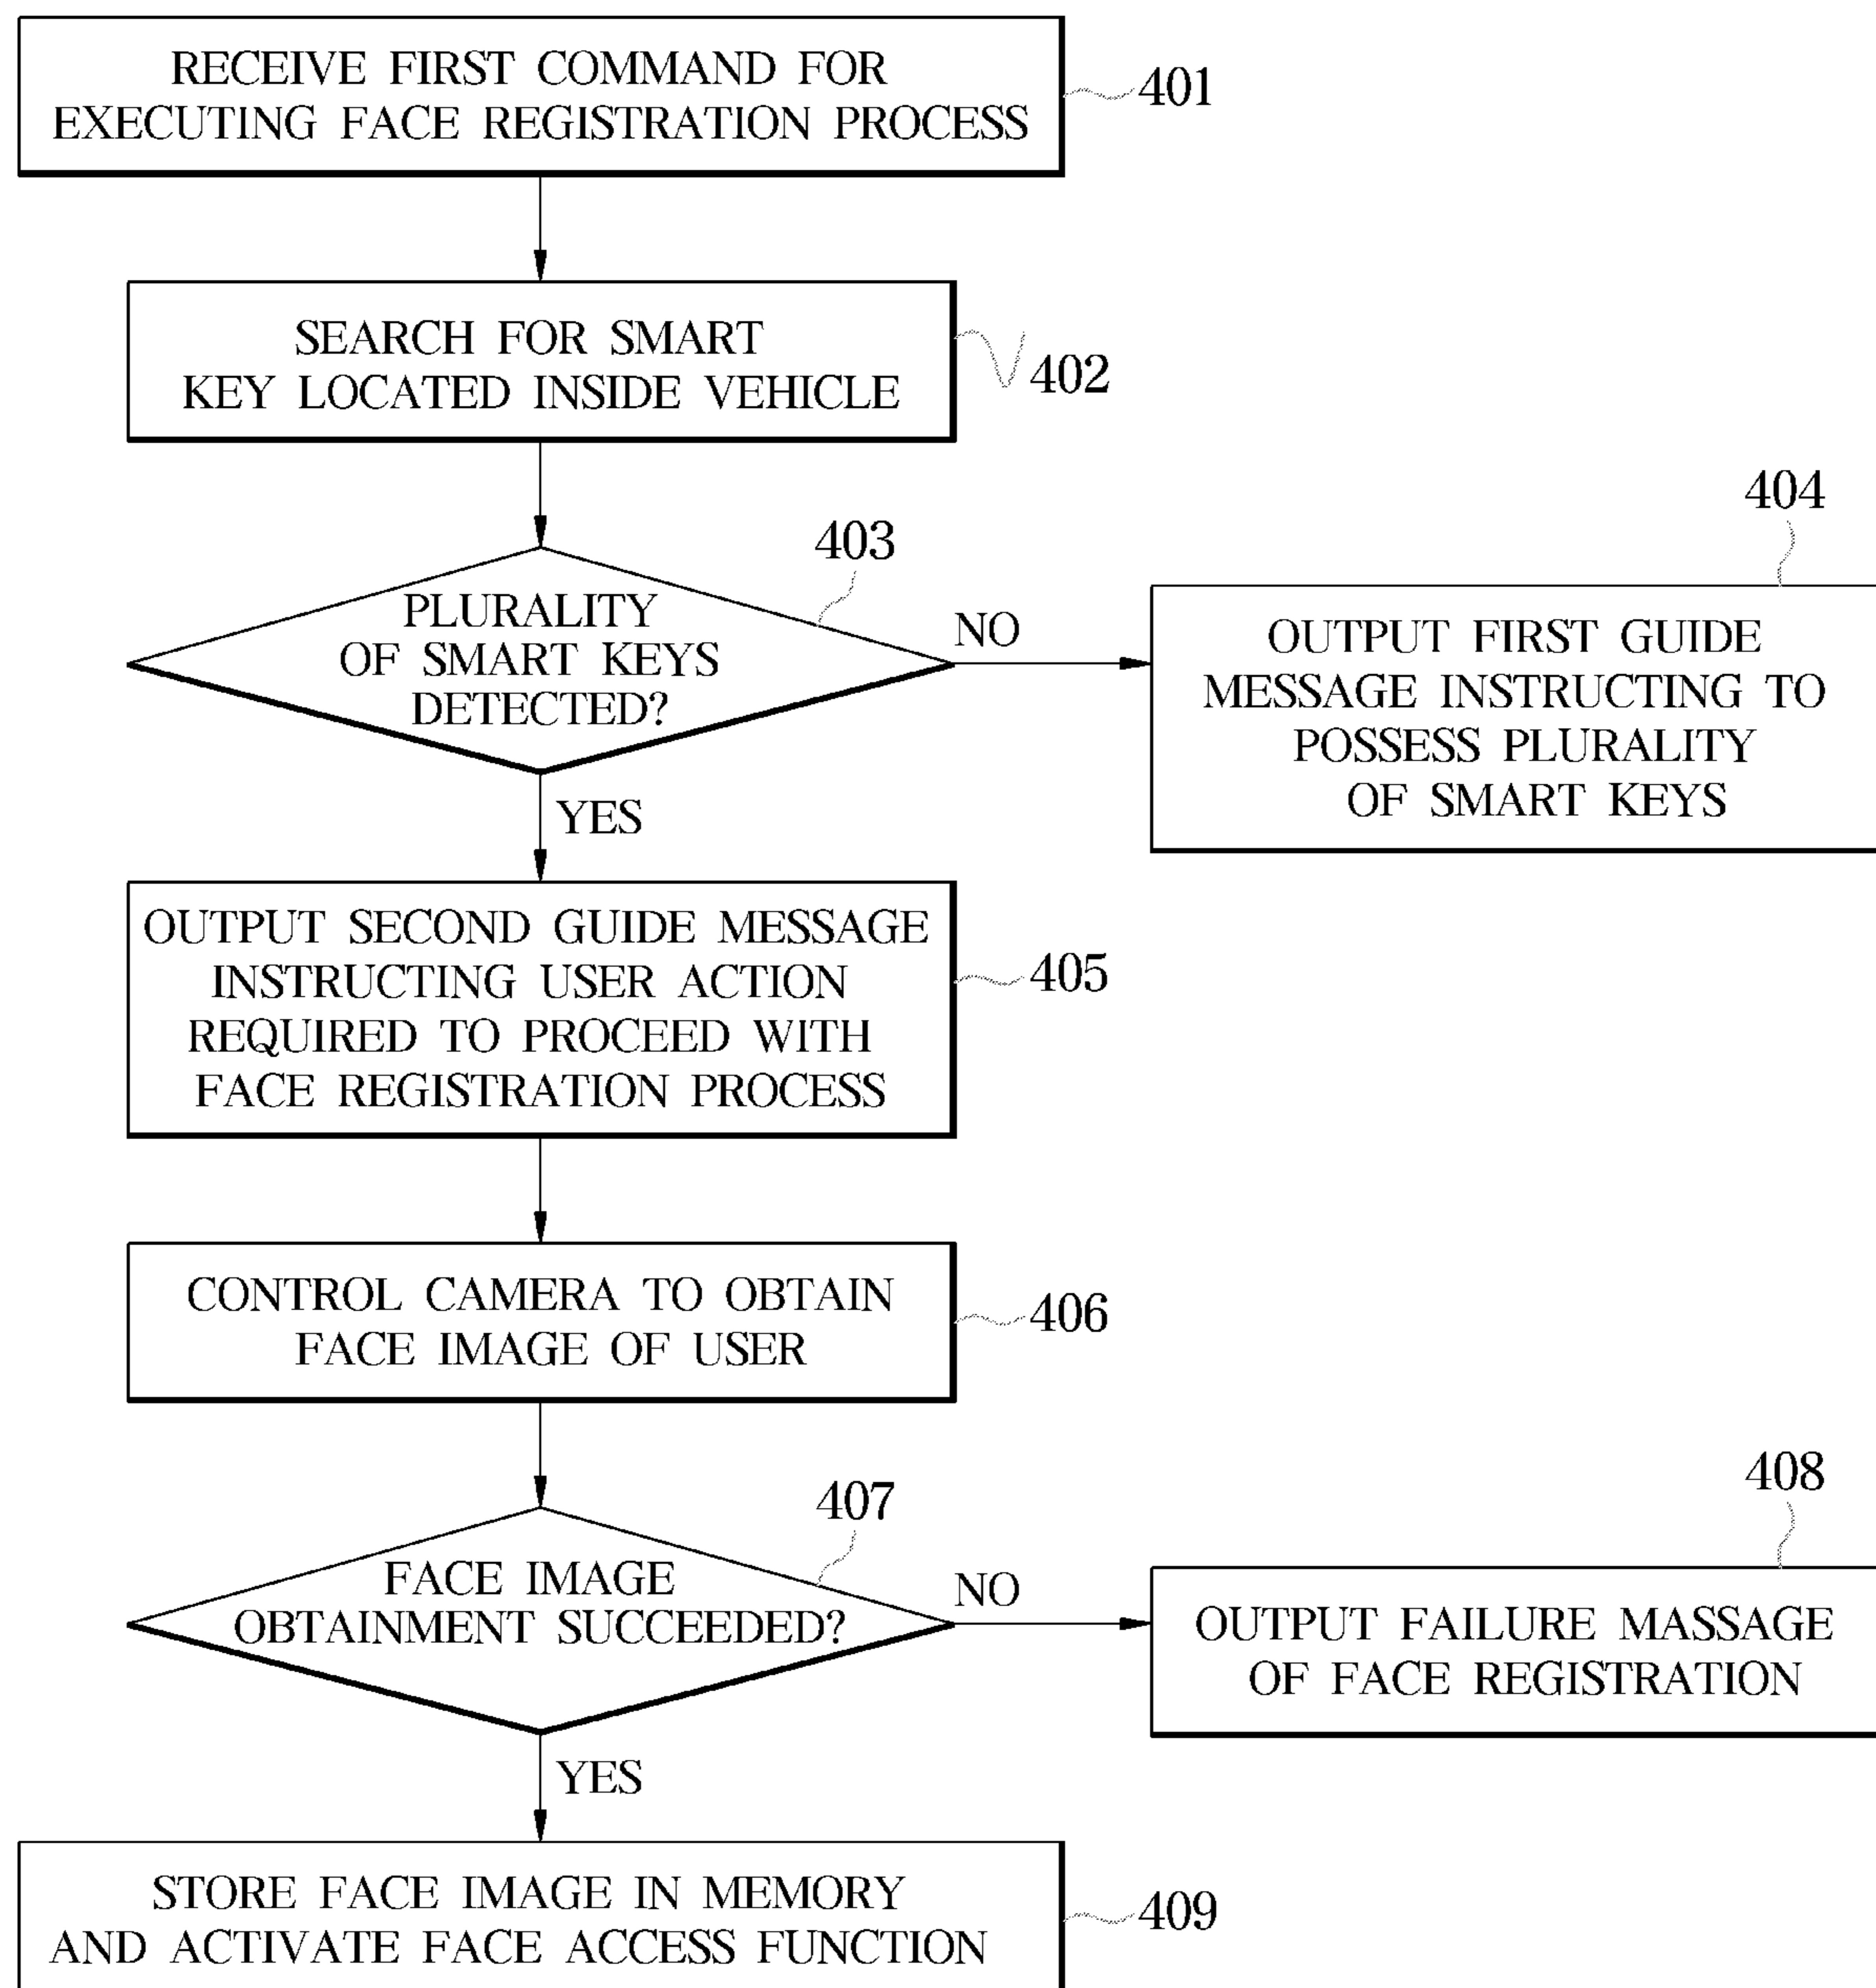 RECEIVE FIRST COMMAND FOR
EXECUTING FACE REGISTRATION PROCESS
401
SEARCH FOR SMART
KEY LOCATED INSIDE VEHICLE
402
403
PLURALITY
OF SMART KEYS
DETECTED?
NO
YES
404
OUTPUT FIRST GUIDE
MESSAGE INSTRUCTING TO
POSSESS PLURALITY
OF SMART KEYS
OUTPUT SECOND GUIDE MESSAGE
INSTRUCTING USER ACTION
REQUIRED TO PROCEED WITH
FACE REGISTRATION PROCESS
405
CONTROL CAMERA TO OBTAIN
FACE IMAGE OF USER
406
407
FACE IMAGE
OBTAINMENT SUCCEEDED?
NO
YES
408
OUTPUT FAILURE MASSAGE
OF FACE REGISTRATION
STORE FACE IMAGE IN MEMORY
AND ACTIVATE FACE ACCESS FUNCTION
409